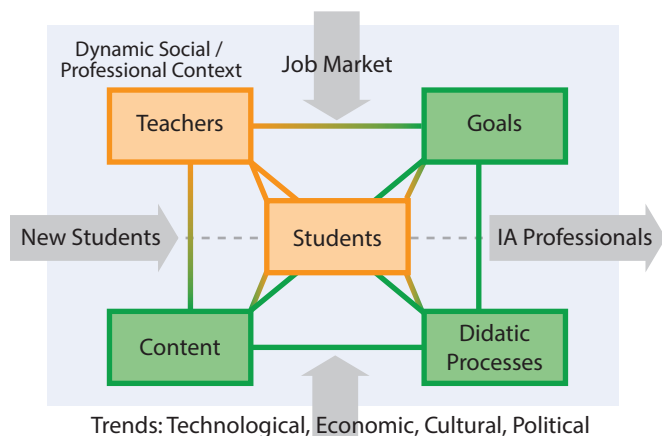 Dynamic Social /
Professional Context
Job Market
Teachers
Goals
New Students
Students
IA Professionals
Content
Didatic
Processes
Trends: Technological, Economic, Cultural, Political